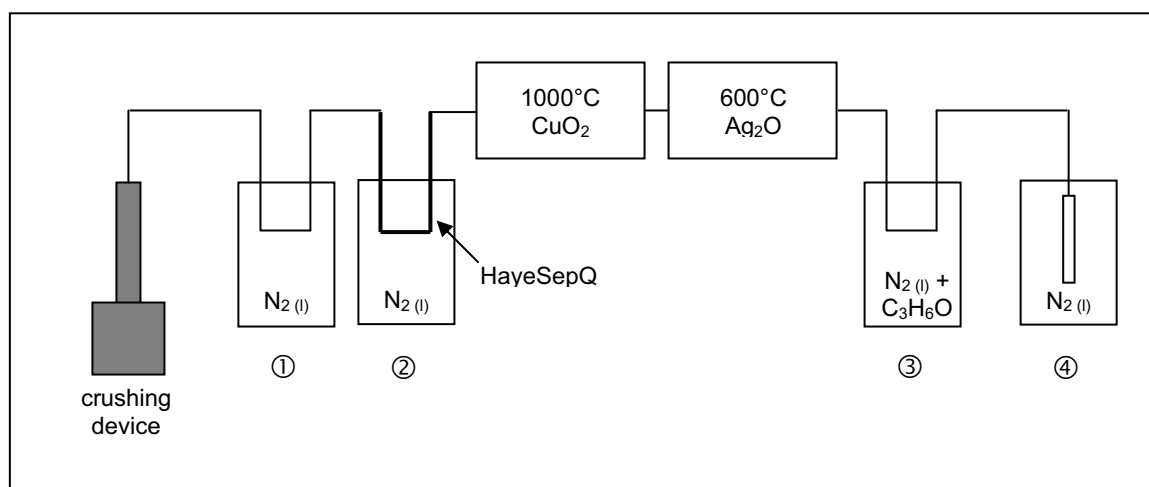 1000°C
CuO₂
600°C
Ag₂O
HayeSepQ
N₂ (l)
N₂ (l)
N₂ (l) +
C₃H₆O
N₂ (l)
①
②
③
④
crushing
device